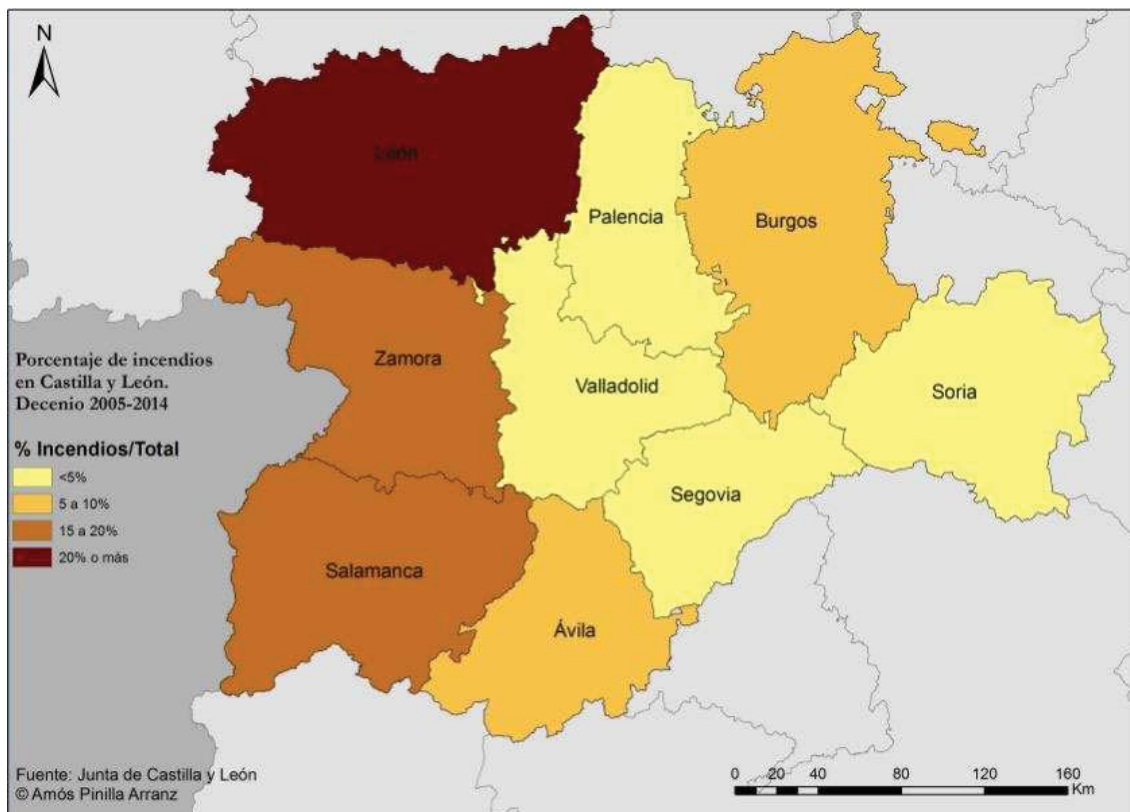 N
León
Palencia
Burgos
Zamora
Valladolid
Soria
Segovia
Salamanca
Ávila
Porcentaje de incendios
en Castilla y León.
Decenio 2005-2014
% Incendios/Total
<5%
5 a 10%
15 a 20%
20% o más
Fuente: Junta de Castilla y León
© Amós Pinilla Arranz
0 20 40 80 120 160
Km